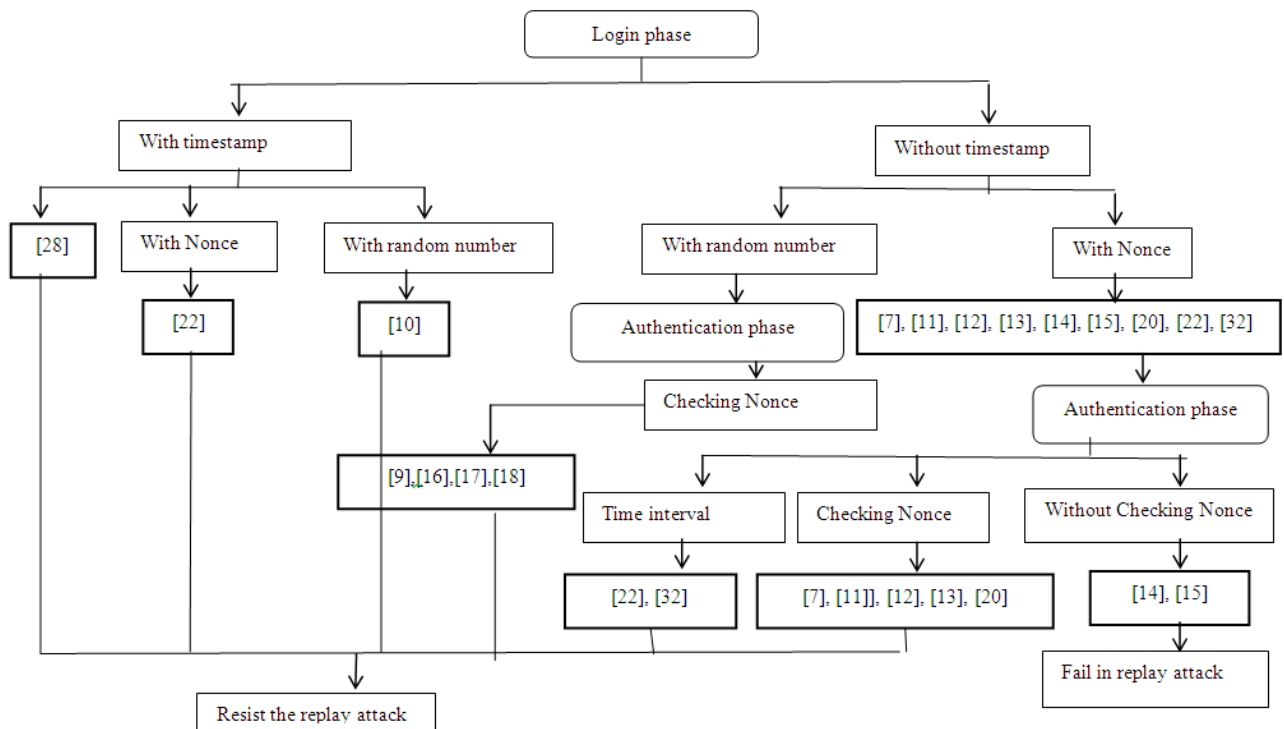 Login phase
With timestamp
Without timestamp
[28]
With Nonce
With random number
With random number
With Nonce
[22]
[10]
Authentication phase
[7], [11], [12], [13], [14], [15], [20], [22], [32]
Checking Nonce
Authentication phase
[9],[16],[17],[18]
Time interval
Checking Nonce
Without Checking Nonce
[22], [32]
[7], [11]], [12], [13], [20]
[14], [15]
Fail in replay attack
Resist the replay attack